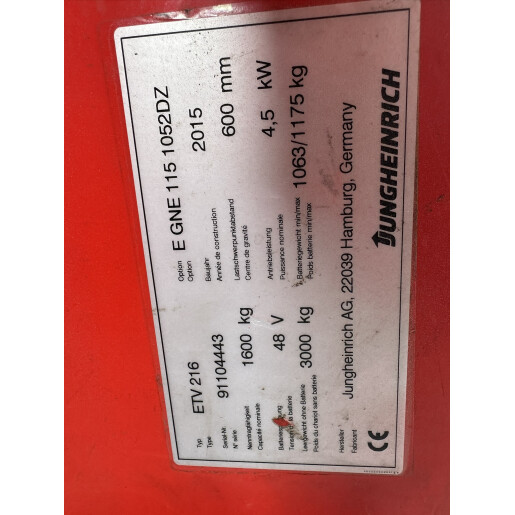 Typ
Type
ETV 216
Option
Option
E GNE 115 1052DZ
Serial-Nr.
N° série
91104443
Baujahr
Année de construction
2015
Nenntragfähigkeit
Capacité nominale
1600 kg
Lastschwerpunktabstand
Centre de gravité
600 mm
Batteriespannung
Tension de la batterie
48 V
Antriebsleistung
Puissance nominale
4,5 kW
Leergewicht ohne Batterie
Poids du chariot sans batterie
3000 kg
Batteriegewicht min/max
Poids batterie min/max
1063/1175 kg
Hersteller
Fabricant
Jungheinrich AG, 22039 Hamburg, Germany
CE
JUNGHEINRICH